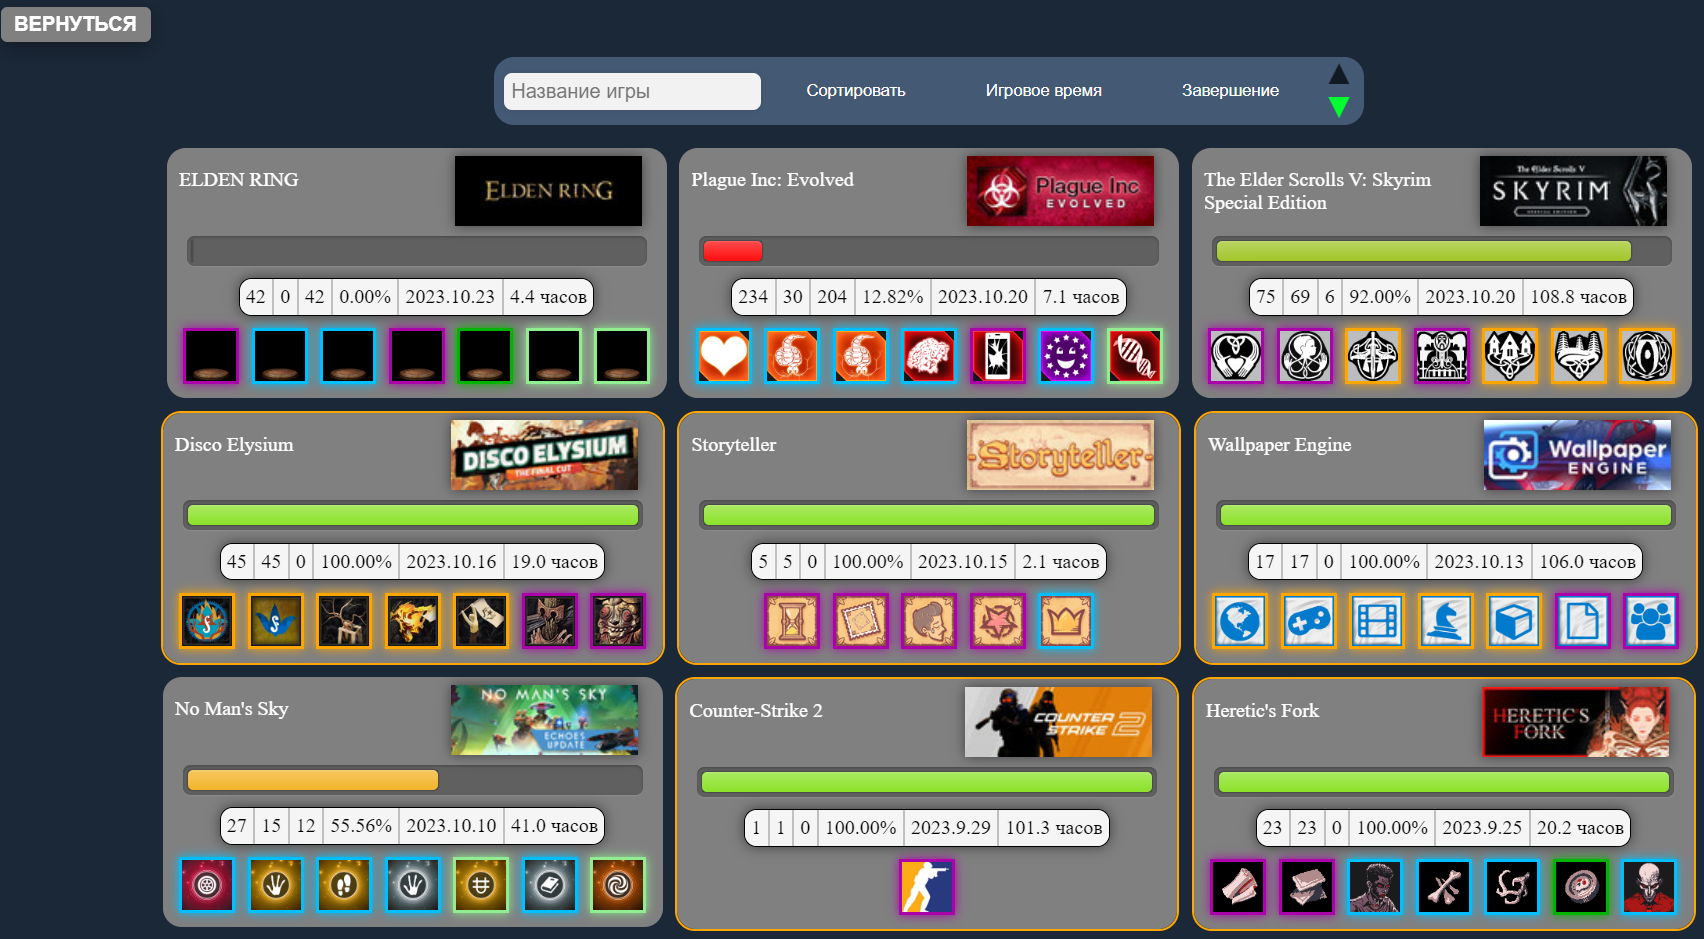 ВЕРНУТЬСЯ
Название игры
Сортировать
Игровое время
Завершение
ELDEN RING
ELDEN RING
42 0 42 0.00% 2023.10.23 4.4 часов
Plague Inc: Evolved
Plague Inc
EVOLVED
234 30 204 12.82% 2023.10.20 7.1 часов
The Elder Scrolls V: Skyrim
Special Edition
The Elder Scrolls V
SKYRIM
SPECIAL EDITION
75 69 6 92.00% 2023.10.20 108.8 часов
Disco Elysium
DISCO ELYSIUM
THE FINAL CUT
45 45 0 100.00% 2023.10.16 19.0 часов
Storyteller
Storyteller
5 5 0 100.00% 2023.10.15 2.1 часов
Wallpaper Engine
Wallpaper
ENGINE
17 17 0 100.00% 2023.10.13 106.0 часов
No Man's Sky
NO MAN'S SKY
ECHOES
UPDATE
27 15 12 55.56% 2023.10.10 41.0 часов
Counter-Strike 2
COUNTER
STRIKE 2
1 1 0 100.00% 2023.9.29 101.3 часов
Heretic's Fork
HERETIC'S
FORK
23 23 0 100.00% 2023.9.25 20.2 часов